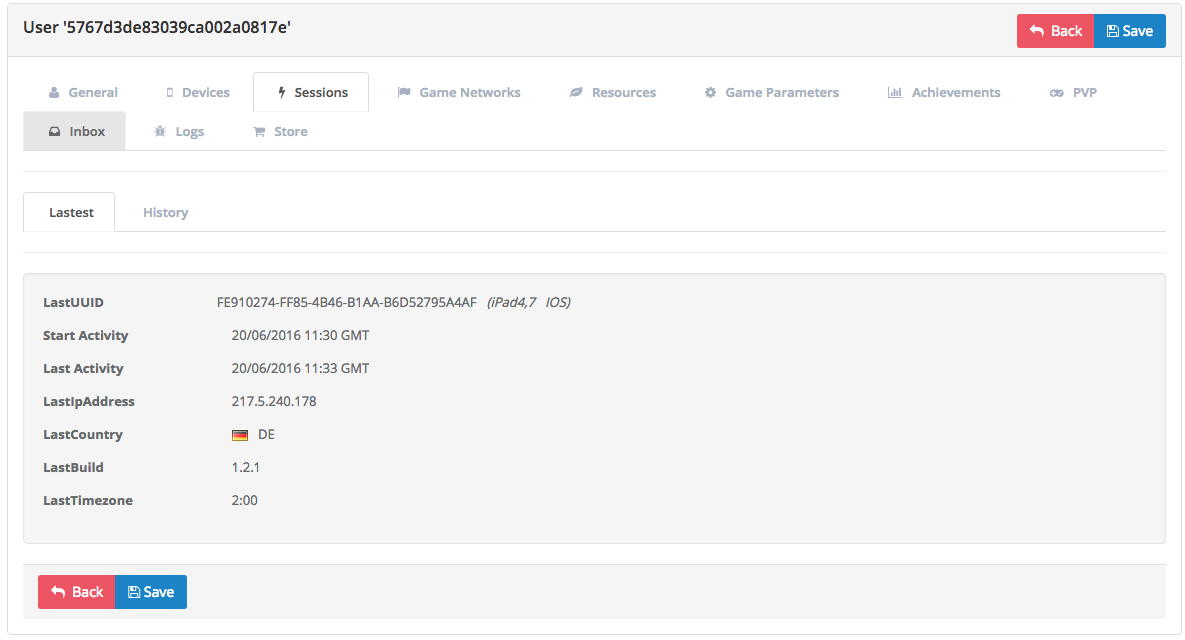 User '5767d3de83039ca002a0817e'
Back Save
General Devices Sessions Game Networks Resources Game Parameters Achievements PVP
Inbox Logs Store
Lastest History
LastUUID FE910274-FF85-4B46-B1AA-B6D52795A4AF (iPad4,7 IOS)
Start Activity 20/06/2016 11:30 GMT
Last Activity 20/06/2016 11:33 GMT
LastIpAddress 217.5.240.178
LastCountry DE
LastBuild 1.2.1
LastTimezone 2:00
Back Save